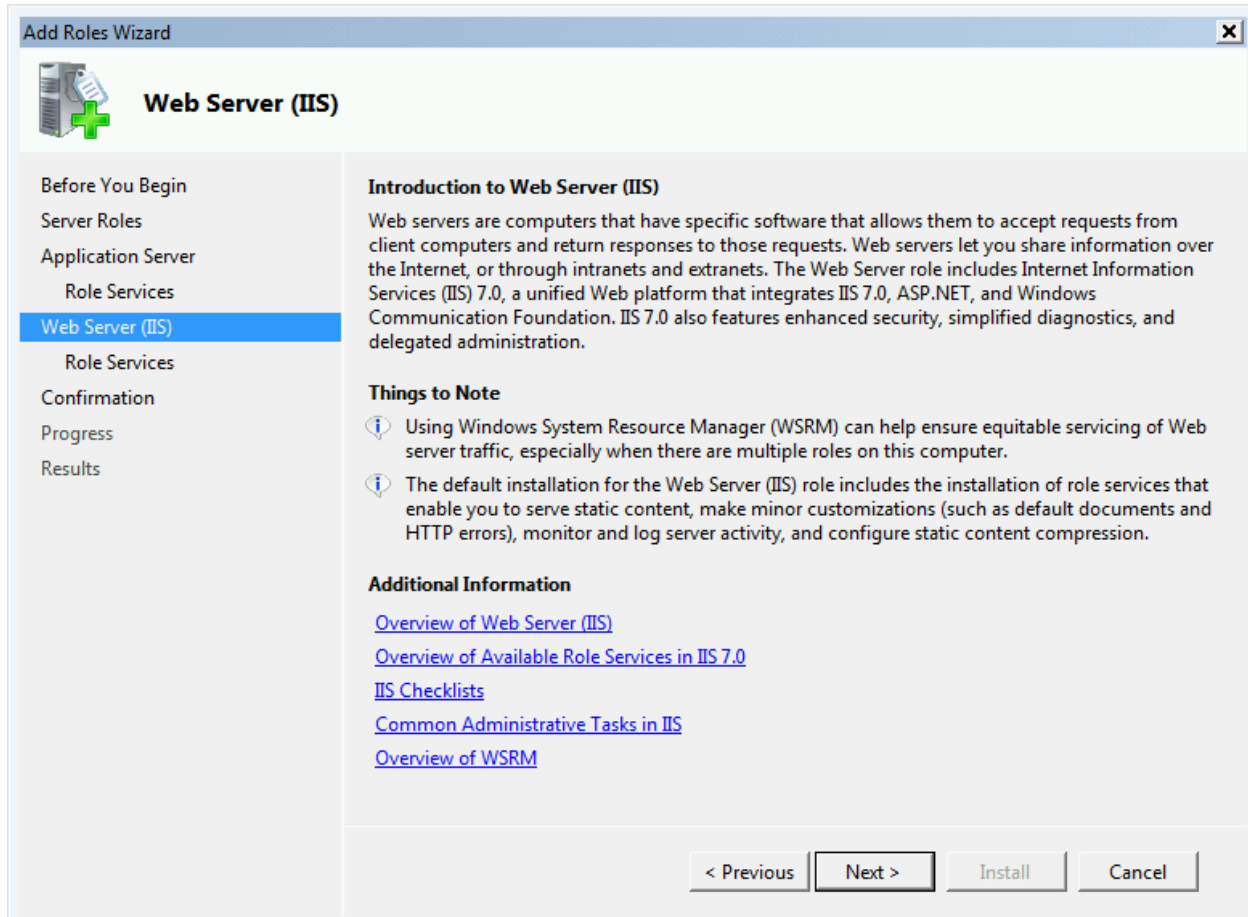 Add Roles Wizard
Web Server (IIS)
Before You Begin
Server Roles
Application Server
Role Services
Web Server (IIS)
Role Services
Confirmation
Progress
Results
Introduction to Web Server (IIS)
Web servers are computers that have specific software that allows them to accept requests from
client computers and return responses to those requests. Web servers let you share information over
the Internet, or through intranets and extranets. The Web Server role includes Internet Information
Services (IIS) 7.0, a unified Web platform that integrates IIS 7.0, ASP.NET, and Windows
Communication Foundation. IIS 7.0 also features enhanced security, simplified diagnostics, and
delegated administration.
Things to Note
Using Windows System Resource Manager (WSRM) can help ensure equitable servicing of Web
server traffic, especially when there are multiple roles on this computer.
The default installation for the Web Server (IIS) role includes the installation of role services that
enable you to serve static content, make minor customizations (such as default documents and
HTTP errors), monitor and log server activity, and configure static content compression.
Additional Information
Overview of Web Server (IIS)
Overview of Available Role Services in IIS 7.0
IIS Checklists
Common Administrative Tasks in IIS
Overview of WSRM
< Previous Next > Install Cancel